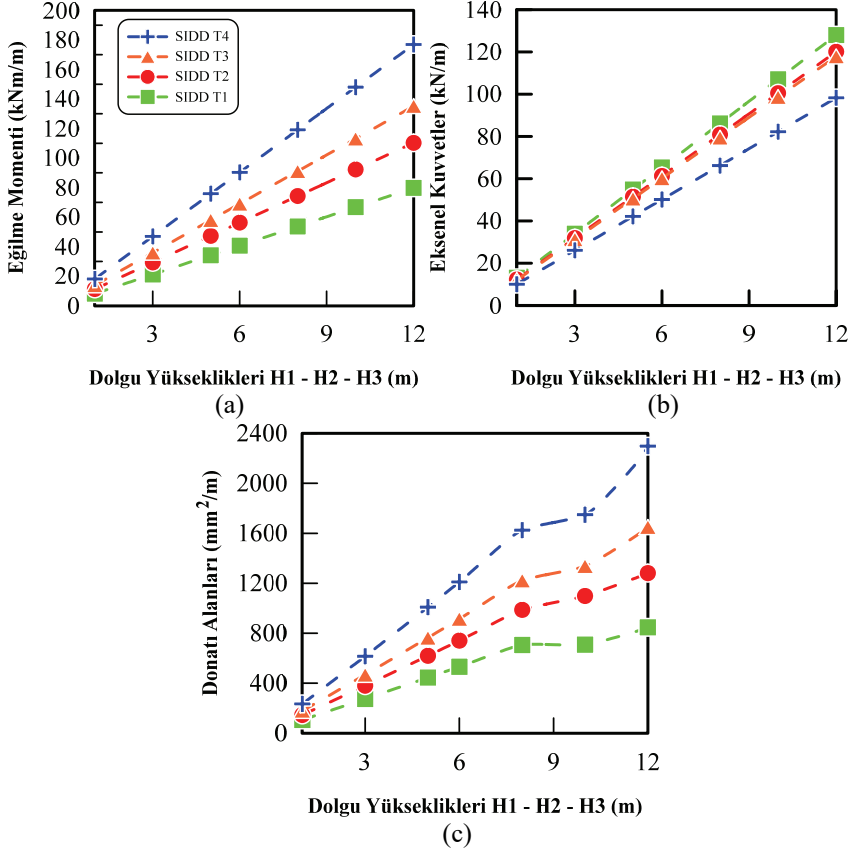 Eğilme Momenti (kNm/m)
200
180
160
140
120
100
80
60
40
20
0
SIDD T4
SIDD T3
SIDD T2
SIDD T1
3 6 9 12
Dolgu Yükseklikleri H1 - H2 - H3 (m)
(a)
Eksenel Kuvvetler (kN/m)
140
120
100
80
60
40
20
0
3 6 9 12
Dolgu Yükseklikleri H1 - H2 - H3 (m)
(b)
Donatı Alanları (mm²/m)
2400
2000
1600
1200
800
400
0
3 6 9 12
Dolgu Yükseklikleri H1 - H2 - H3 (m)
(c)